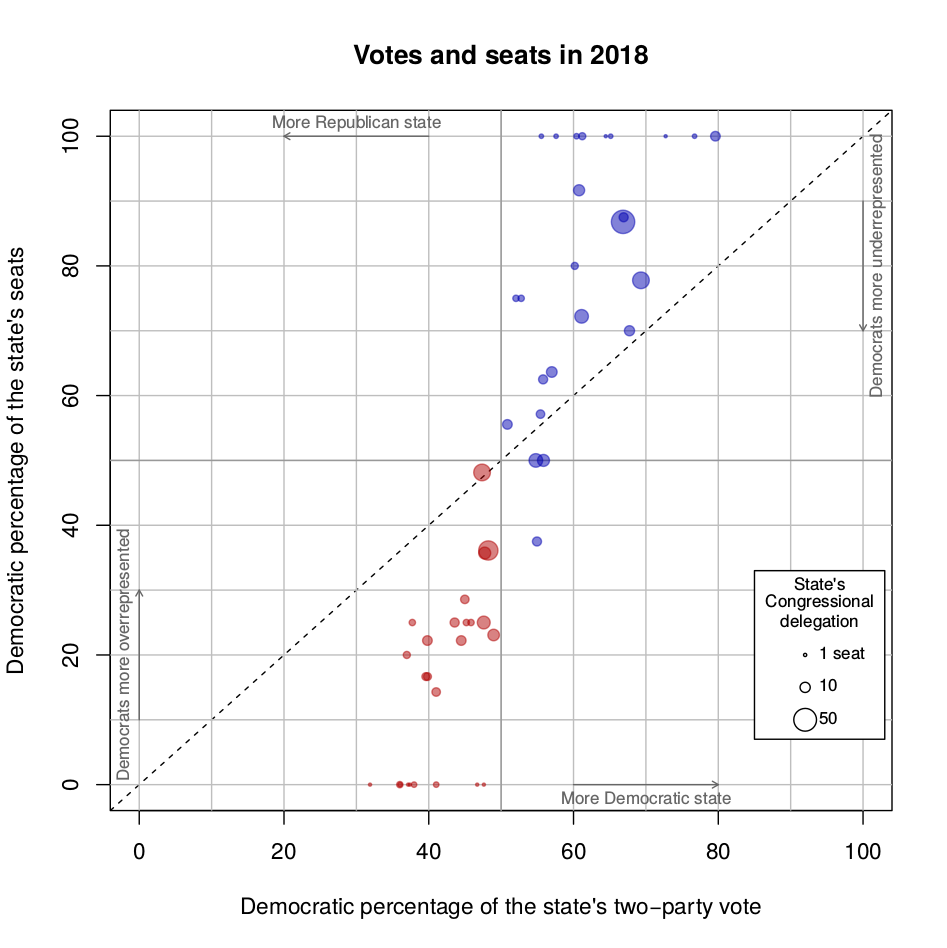 Votes and seats in 2018
More Republican state
Democrats more underrepresented
Democrats more overrepresented
More Democratic state
Democratic percentage of the state's seats
100
80
60
40
20
0
0 20 40 60 80 100
Democratic percentage of the state's two−party vote
State's
Congressional
delegation
1 seat
10
50